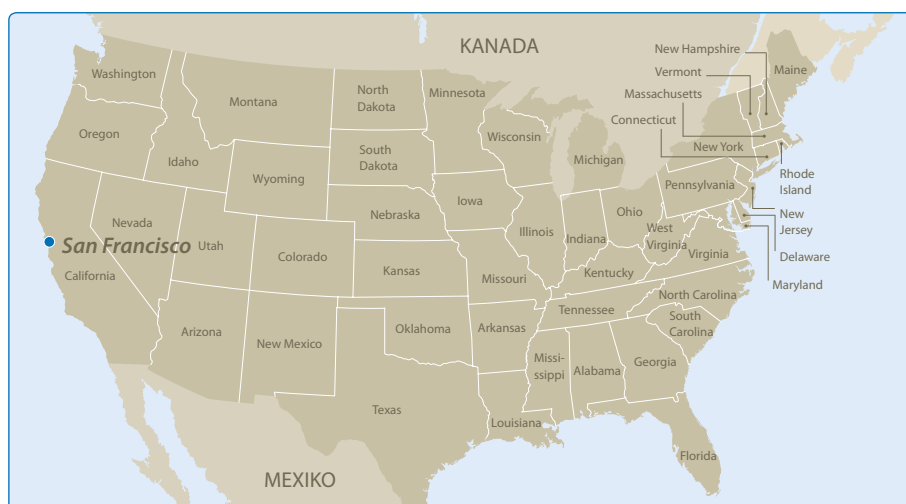 KANADA
New Hampshire
Vermont
Massachusetts
Connecticut
Maine
Washington
Montana
North
Dakota
Minnesota
Oregon
Idaho
Wisconsin
South
Dakota
Michigan
New York
Rhode
Island
Wyoming
Pennsylvania
Nebraska
Iowa
New
Jersey
Nevada
Ohio
Illinois
Indiana
West
Virginia
San Francisco
Utah
Colorado
Virginia
Delaware
California
Kansas
Missouri
Kentucky
Maryland
North Carolina
Tennessee
Arizona
New Mexico
Oklahoma
Arkansas
South
Carolina
Missi-
ssippi
Alabama
Georgia
Texas
Louisiana
Florida
MEXIKO